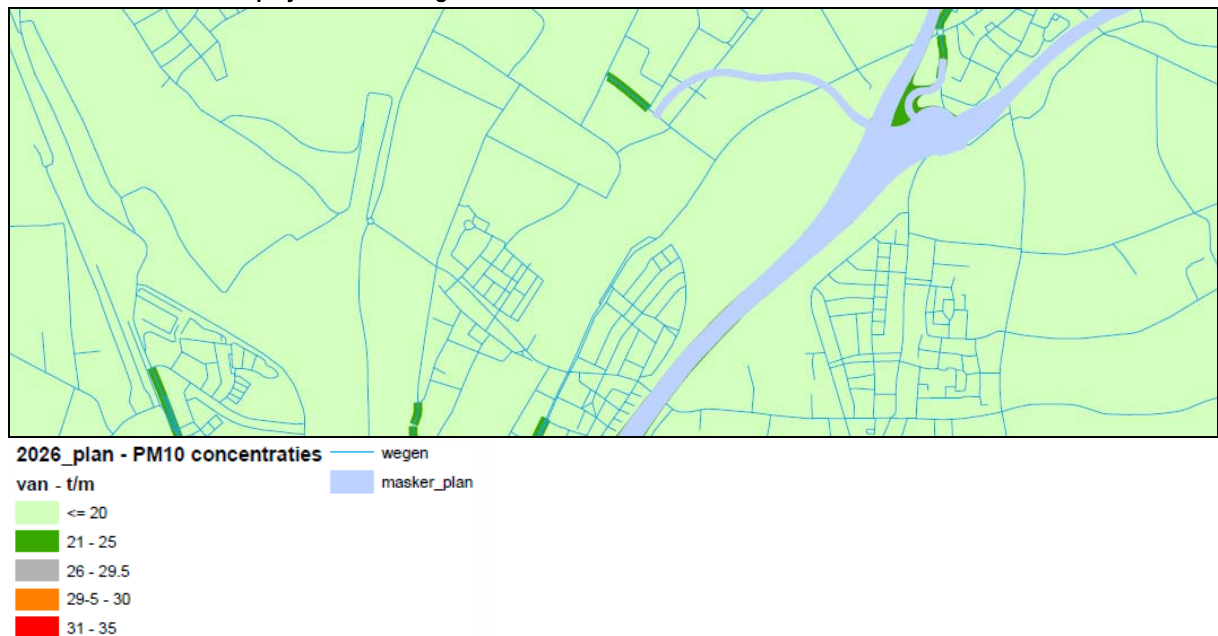 2026_plan - PM10 concentraties
van - t/m
<= 20
21 - 25
26 - 29.5
29-5 - 30
31 - 35
wegen
masker_plan